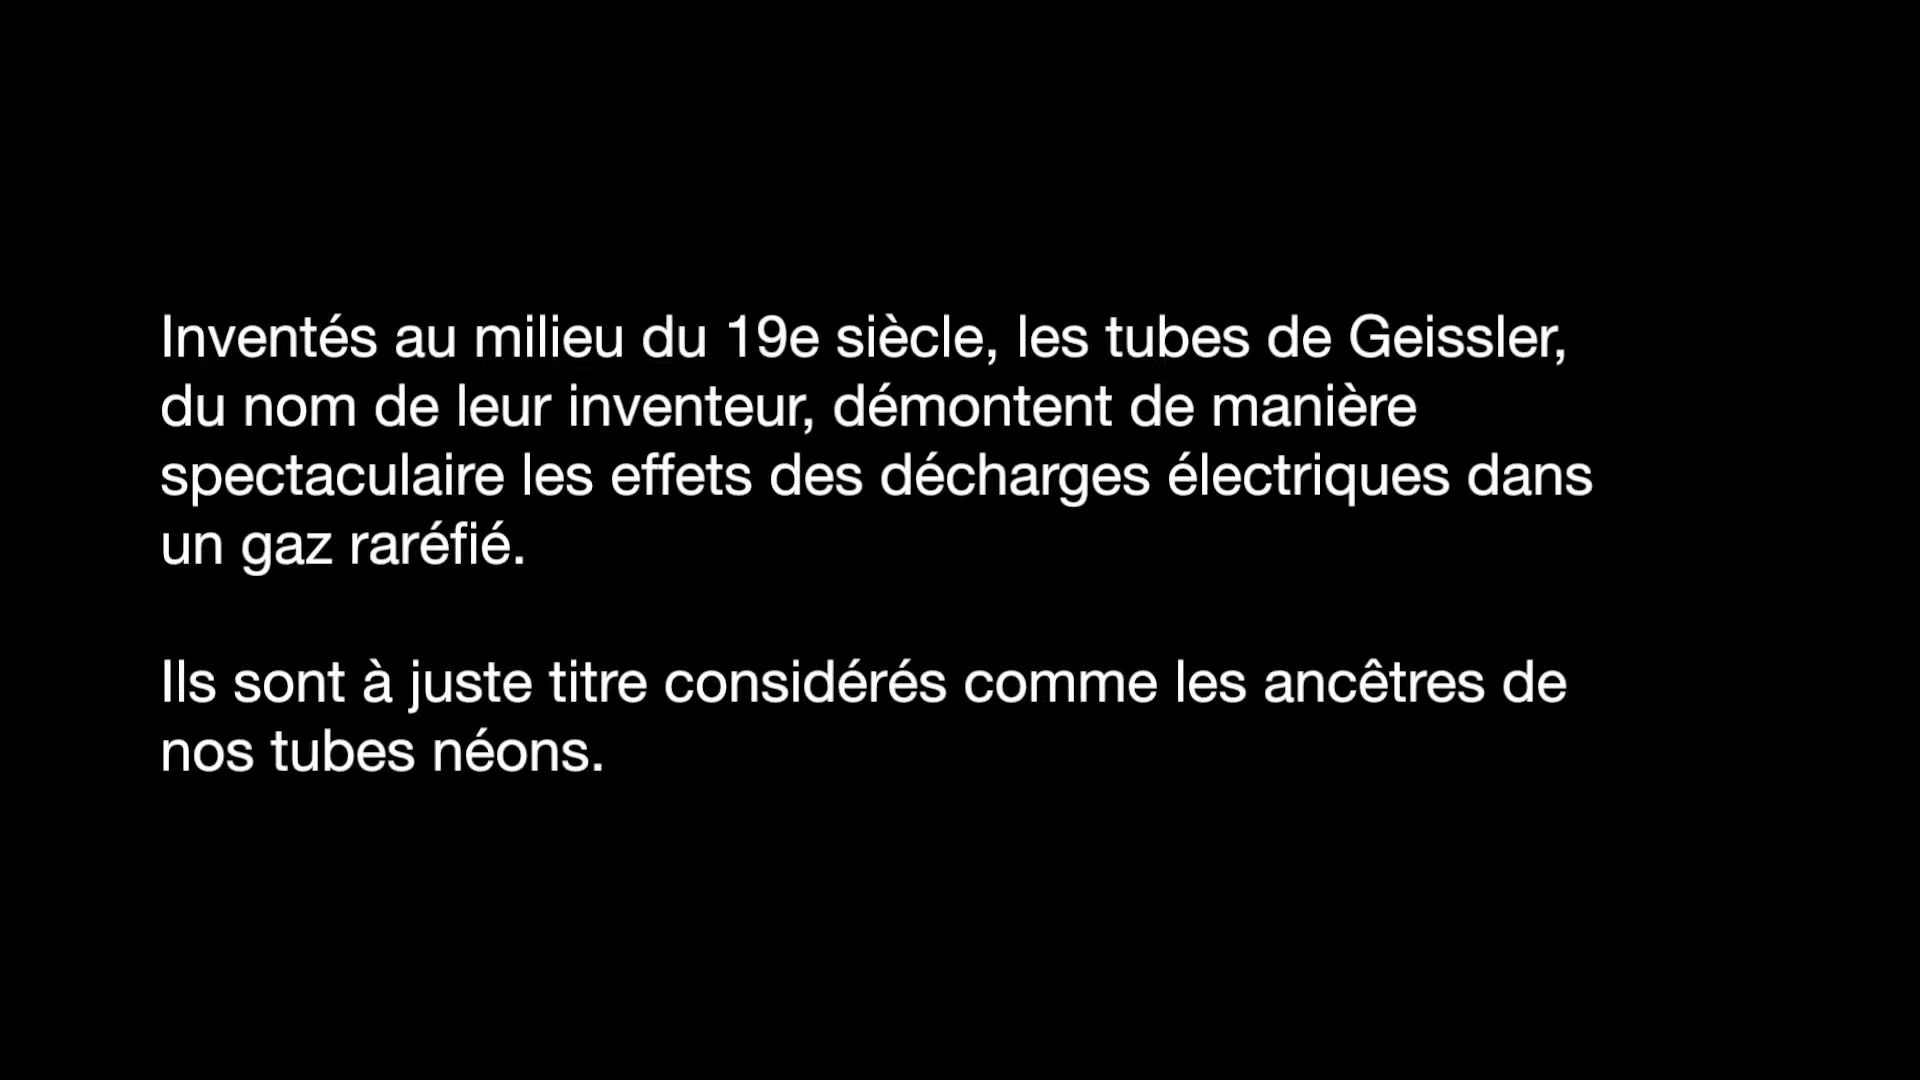 Inventés au milieu du 19e siècle, les tubes de Geissler,
du nom de leur inventeur, démontent de manière
spectaculaire les effets des décharges électriques dans
un gaz raréfié.
Ils sont à juste titre considérés comme les ancêtres de
nos tubes néons.